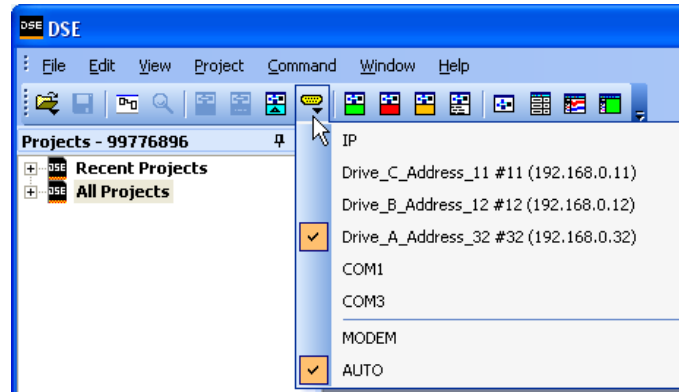 DSE DSE
File Edit View Project Command Window Help
Projects - 99776896
DSE Recent Projects
DSE All Projects
IP
Drive_C_Address_11 #11 (192.168.0.11)
Drive_B_Address_12 #12 (192.168.0.12)
Drive_A_Address_32 #32 (192.168.0.32)
COM1
COM3
MODEM
AUTO